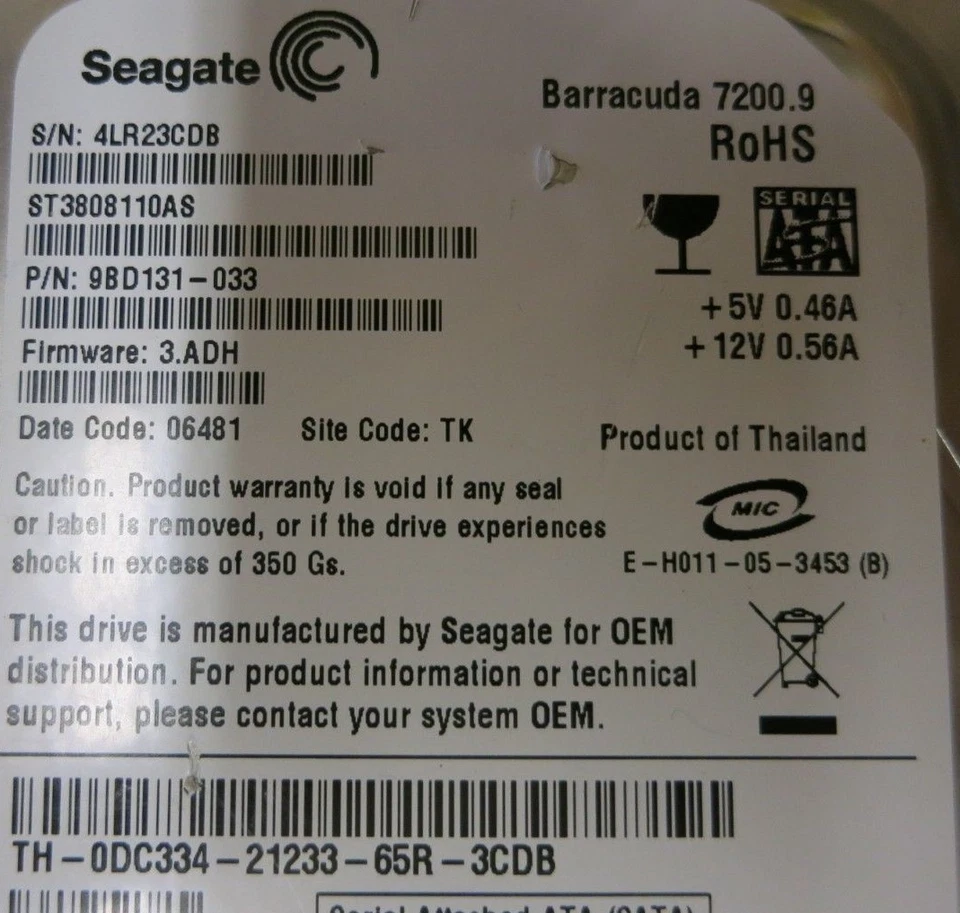 Seagate
Barracuda 7200.9
RoHS
S/N: 4LR23CDB
ST3808110AS
SERIAL
ATA
P/N: 9BD131-033
+5V 0.46A
+12V 0.56A
Firmware: 3.ADH
Date Code: 06481 Site Code: TK
Product of Thailand
Caution. Product warranty is void if any seal
or label is removed, or if the drive experiences
shock in excess of 350 Gs.
MIC
E-H011-05-3453 (B)
This drive is manufactured by Seagate for OEM
distribution. For product information or technical
support, please contact your system OEM.
TH-0DC334-21233-65R-3CDB
Serial Attached ATA (SATA)